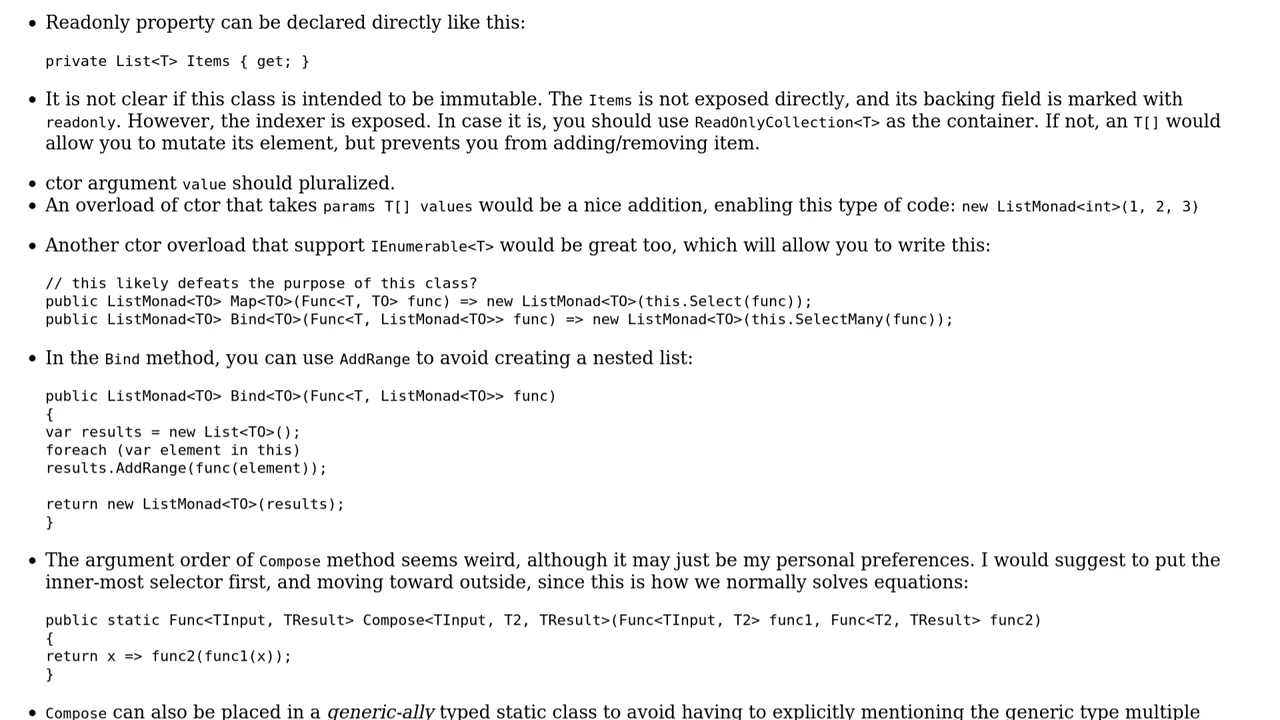 • Readonly property can be declared directly like this:
private List<T> Items { get; }
• It is not clear if this class is intended to be immutable. The Items is not exposed directly, and its backing field is marked with
readonly. However, the indexer is exposed. In case it is, you should use ReadOnlyCollection<T> as the container. If not, an T[] would
allow you to mutate its element, but prevents you from adding/removing item.
• ctor argument value should pluralized.
• An overload of ctor that takes params T[] values would be a nice addition, enabling this type of code: new ListMonad<int>(1, 2, 3)
• Another ctor overload that support IEnumerable<T> would be great too, which will allow you to write this:
// this likely defeats the purpose of this class?
public ListMonad<TO> Map<TO>(Func<T, TO> func) => new ListMonad<TO>(this.Select(func));
public ListMonad<TO> Bind<TO>(Func<T, ListMonad<TO>> func) => new ListMonad<TO>(this.SelectMany(func));
• In the Bind method, you can use AddRange to avoid creating a nested list:
public ListMonad<TO> Bind<TO>(Func<T, ListMonad<TO>> func)
{
var results = new List<TO>();
foreach (var element in this)
results.AddRange(func(element));
return new ListMonad<TO>(results);
}
• The argument order of Compose method seems weird, although it may just be my personal preferences. I would suggest to put the
inner-most selector first, and moving toward outside, since this is how we normally solves equations:
public static Func<TInput, TResult> Compose<TInput, T2, TResult>(Func<TInput, T2> func1, Func<T2, TResult> func2)
{
return x => func2(func1(x));
}
• Compose can also be placed in a generic-ally typed static class to avoid having to explicitly mentioning the generic type multiple